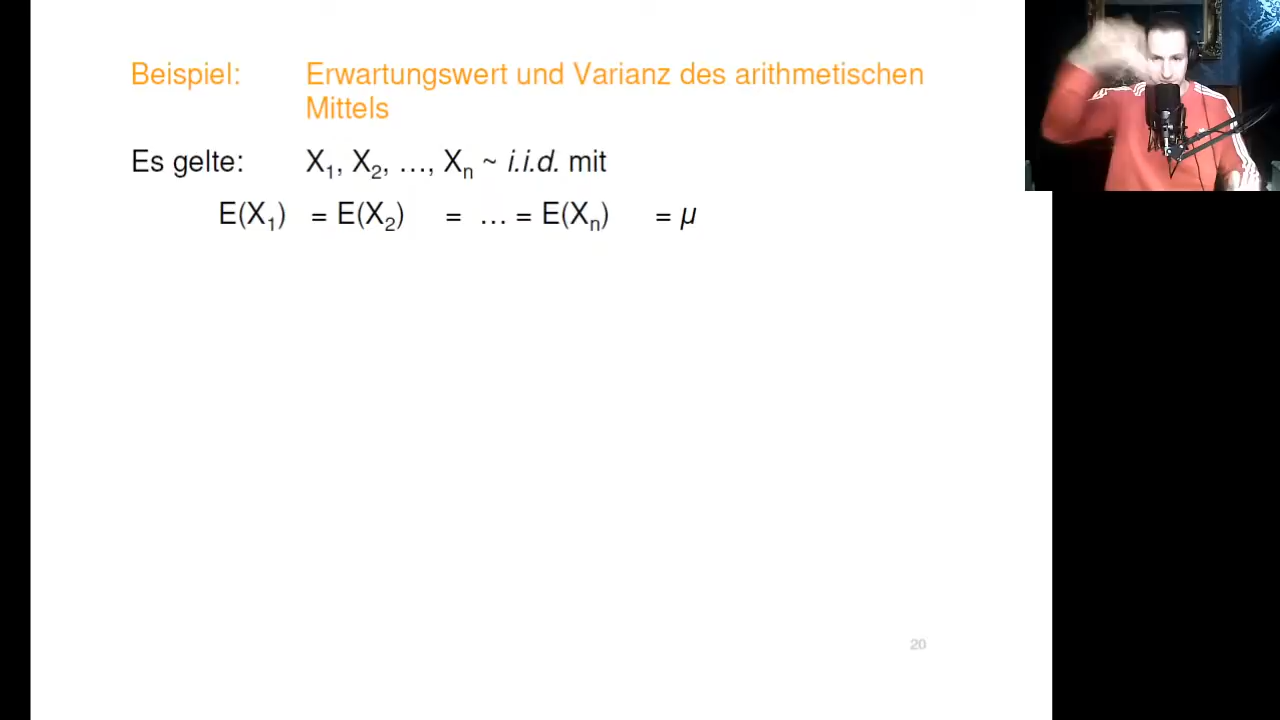 Beispiel: Erwartungswert und Varianz des arithmetischen
Mittels
Es gelte: X₁, X₂, …, Xₙ ~ i.i.d. mit
E(X₁) = E(X₂) = … = E(Xₙ) = μ
20